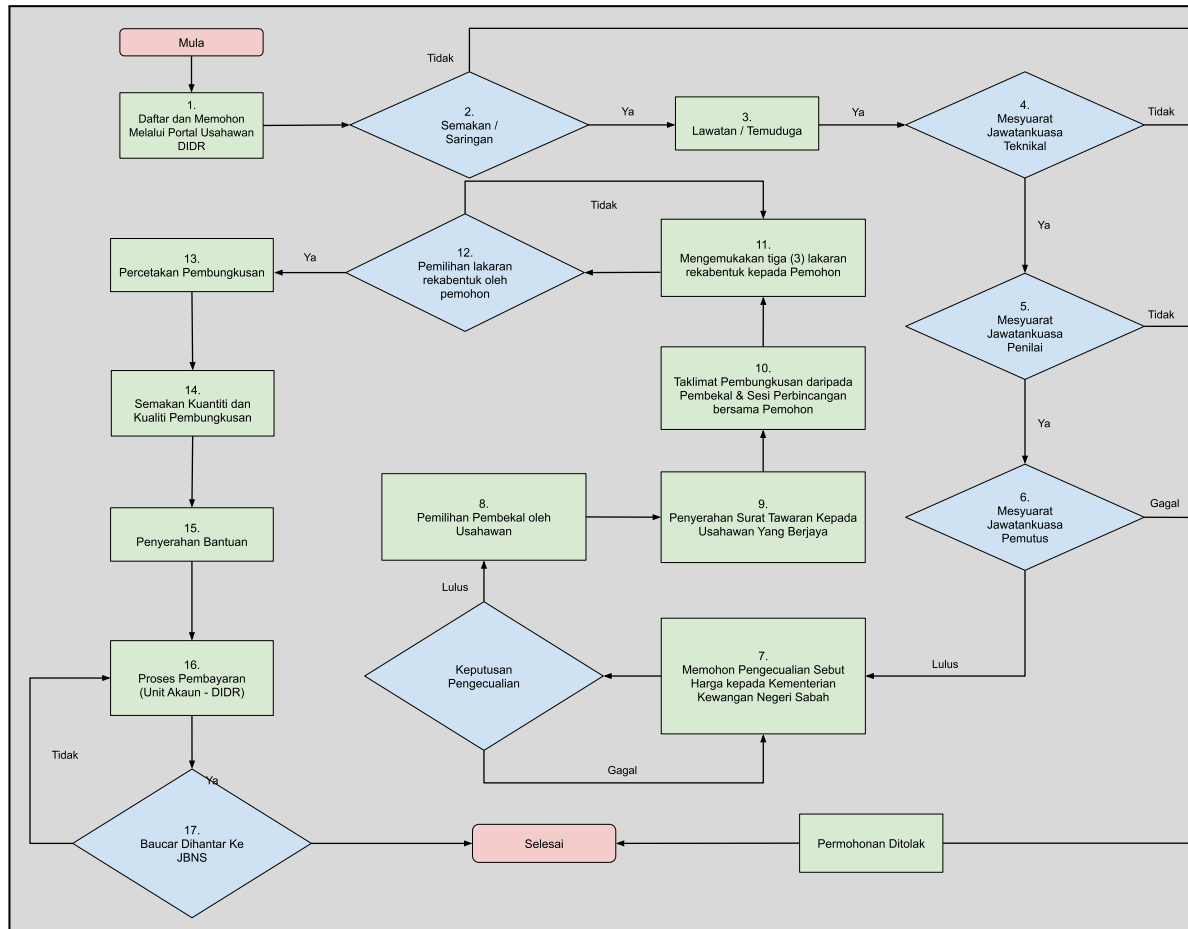 Mula
1.
Daftar dan Memohon
Melalui Portal Usahawan
DIDR
Tidak
2.
Semakan /
Saringan
Ya
3.
Lawatan / Temuduga
Ya
4.
Mesyuarat
Jawatankuasa
Teknikal
Tidak
Ya
5.
Mesyuarat
Jawatankuasa
Penilai
Tidak
Ya
6.
Mesyuarat
Jawatankuasa
Pemutus
Gagal
Lulus
7.
Memohon Pengecualian Sebut
Harga kepada Kementerian
Kewangan Negeri Sabah
Keputusan
Pengecualian
Gagal
Lulus
8.
Pemilihan Pembekal oleh
Usahawan
9.
Penyerahan Surat Tawaran Kepada
Usahawan Yang Berjaya
10.
Taklimat Pembungkusan daripada
Pembekal & Sesi Perbincangan
bersama Pemohon
11.
Mengemukakan tiga (3) lakaran
rekabentuk kepada Pemohon
12.
Pemilihan lakaran
rekabentuk oleh
pemohon
Tidak
Ya
13.
Percetakan Pembungkusan
14.
Semakan Kuantiti dan
Kualiti Pembungkusan
15.
Penyerahan Bantuan
16.
Proses Pembayaran
(Unit Akaun - DIDR)
Tidak
Ya
17.
Baucar Dihantar Ke
JBNS
Selesai
Permohonan Ditolak